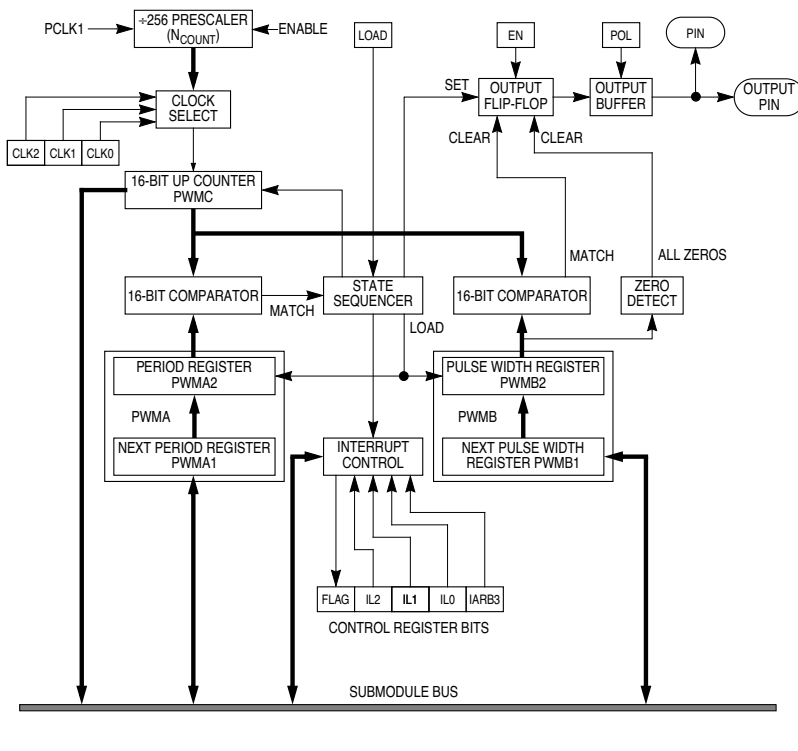 ÷256 PRESCALER
(NCOUNT)
PCLK1
ENABLE
LOAD
EN
POL
PIN
CLOCK
SELECT
SET
OUTPUT
FLIP-FLOP
OUTPUT
BUFFER
OUTPUT
PIN
CLEAR
CLEAR
CLK2
CLK1
CLK0
16-BIT UP COUNTER
PWMC
MATCH
ALL ZEROS
16-BIT COMPARATOR
MATCH
STATE
SEQUENCER
16-BIT COMPARATOR
ZERO
DETECT
LOAD
PERIOD REGISTER
PWMA2
PULSE WIDTH REGISTER
PWMB2
PWMA
PWMB
NEXT PERIOD REGISTER
PWMA1
INTERRUPT
CONTROL
NEXT PULSE WIDTH
REGISTER PWMB1
FLAG
IL2
IL1
IL0
IARB3
CONTROL REGISTER BITS
SUBMODULE BUS